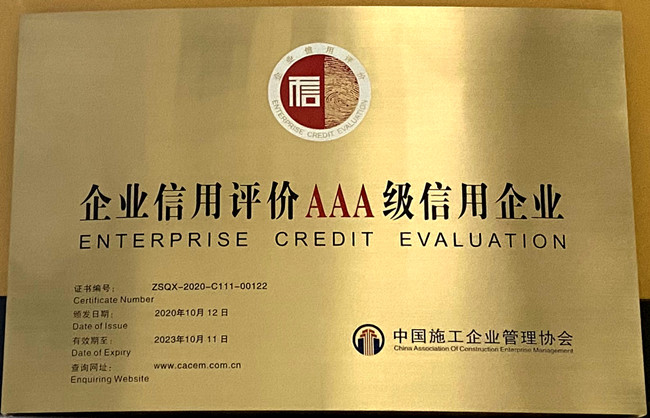 企业信用评价
信
ENTERPRISE CREDIT EVALUATION
企业信用评价AAA级信用企业
ENTERPRISE CREDIT EVALUATION
证书编号： ZSQX-2020-C111-00122
Certificate Number
颁发日期： 2020年10月12日
Date of Issue
有效期至： 2023年10月11日
Date of Expiry
查询网址： www.cacem.com.cn
Enquiring Website
中国施工企业管理协会
China Association Of Construction Enterprise Management